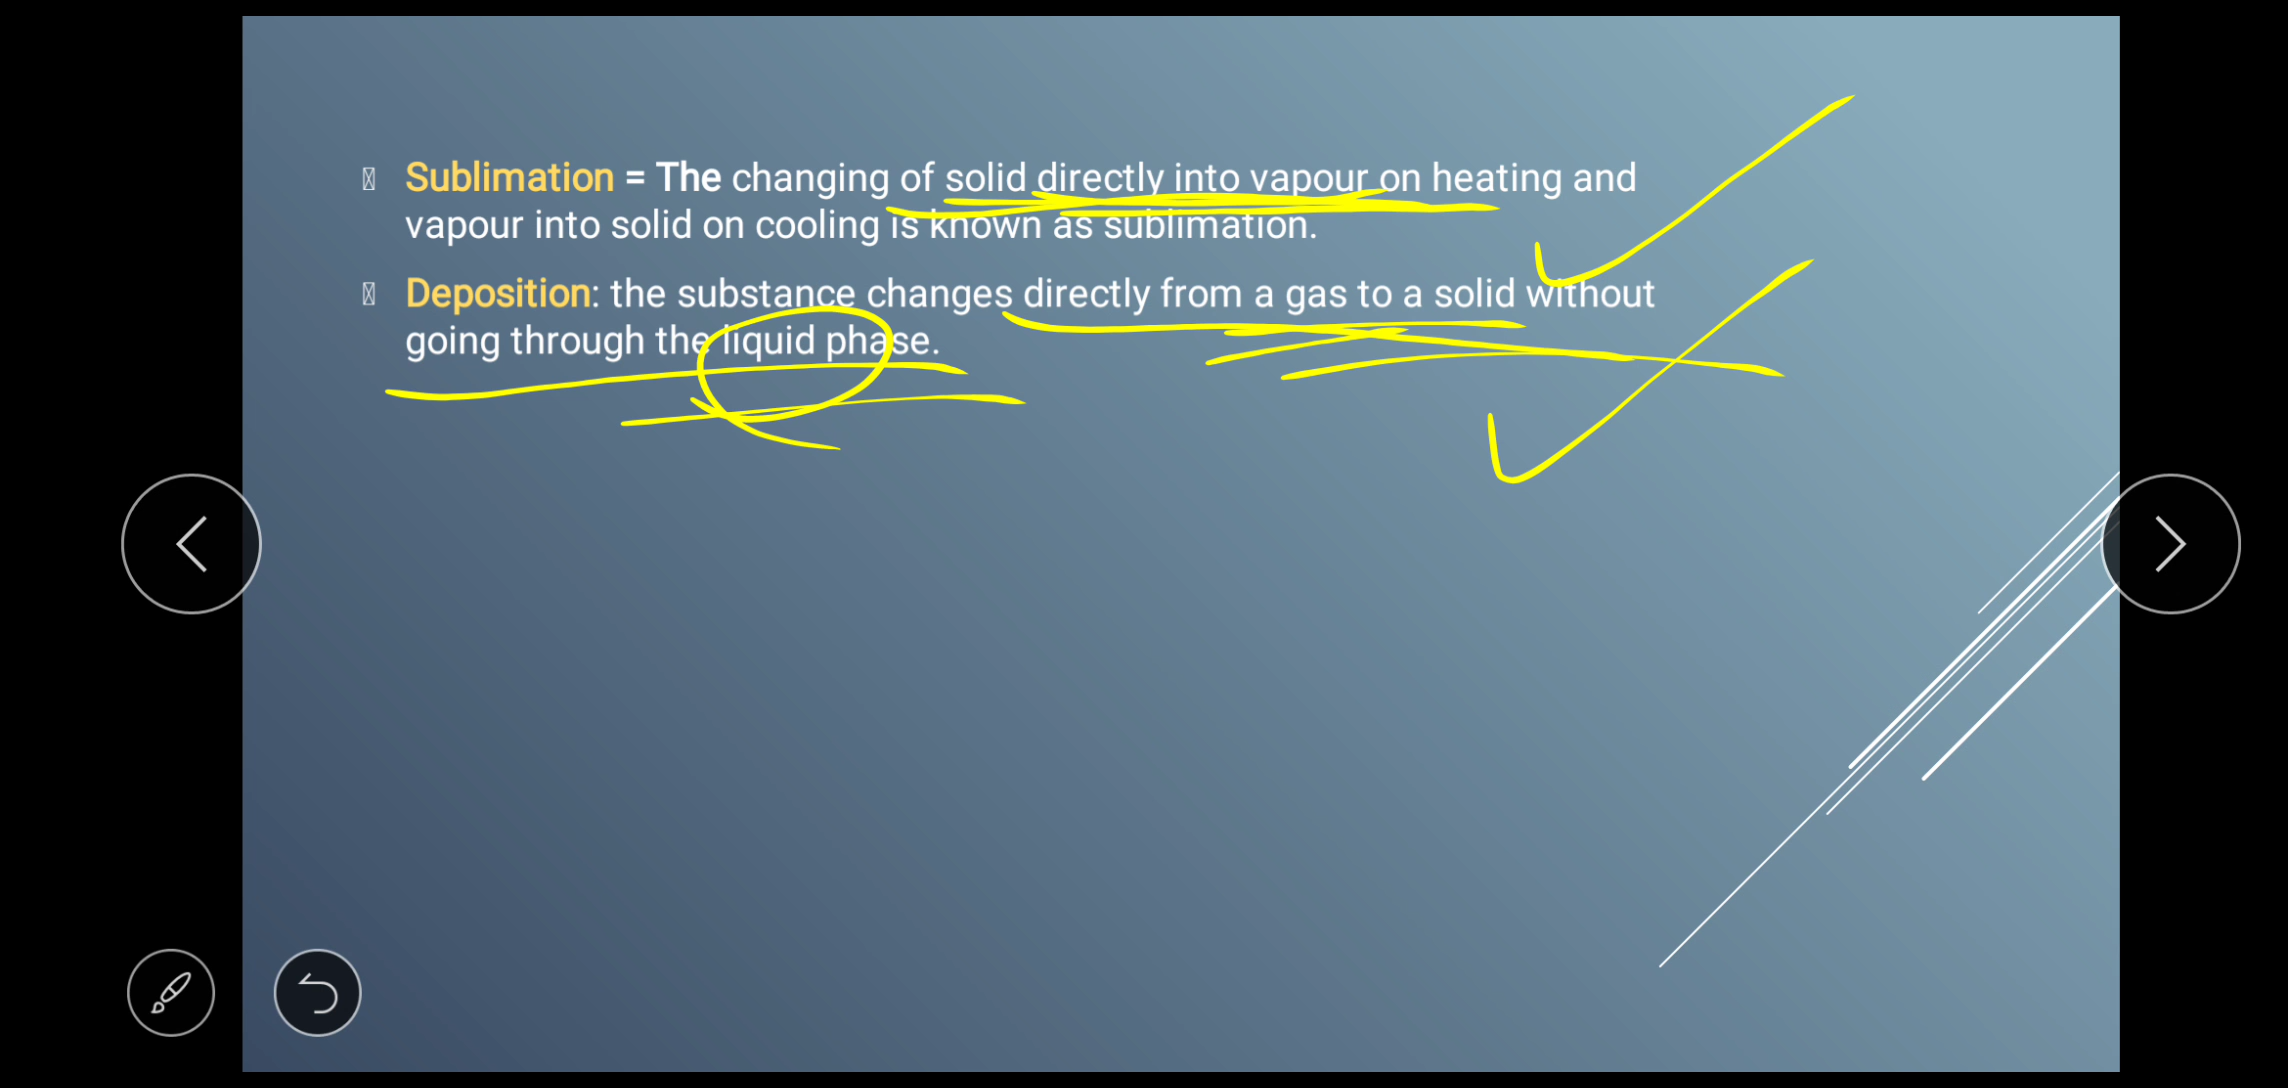 Sublimation = The changing of solid directly into vapour on heating and
vapour into solid on cooling is known as sublimation.
Deposition: the substance changes directly from a gas to a solid without
going through the liquid phase.